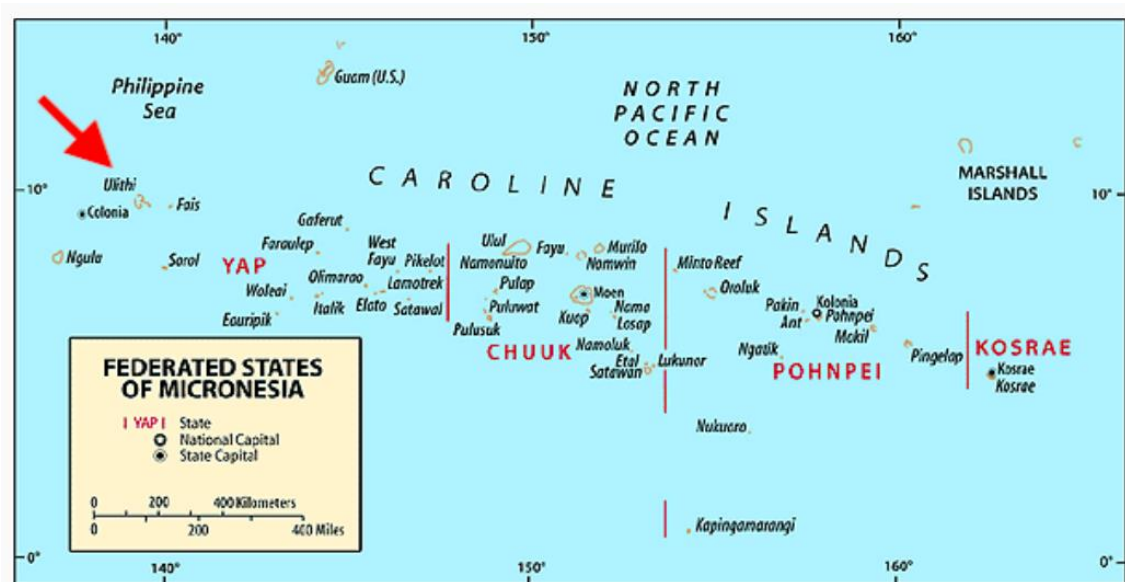 140°
150°
160°
Philippine
Sea
Guam (U.S.)
NORTH
PACIFIC
OCEAN
MARSHALL
ISLANDS
10°
10°
Ulithi
Colonia
Fais
CAROLINE
ISLANDS
Ngulu
Sorol
YAP
Gaferut
Faraulep
West
Fayu
Pikelot
Olimarao
Lamotrek
Woleai
Ifalik
Elato
Satawal
Eauripik
Ulul
Namonuito
Fayu
Murilo
Nomwin
Pulap
Puluwat
Pulusuk
Moen
Kuop
Nama
Losap
CHUUK
Namoluk
Etal
Satawan
Lukunor
Minto Reef
Oroluk
Pakin
Kolonia
Ant
Pohnpei
Mokil
Ngatik
POHNPEI
Pingelap
KOSRAE
Kosrae
Kosrae
Nukuoro
Kapingamarangi
FEDERATED STATES
OF MICRONESIA
| YAP | State
National Capital
State Capital
0 200 400 Kilometers
0 200 400 Miles
0°
0°
140°
150°
160°